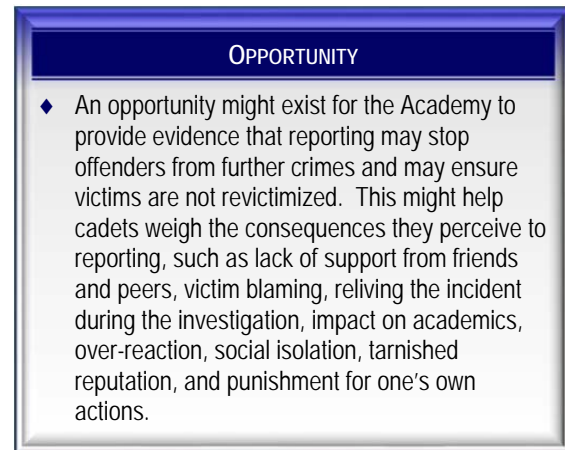 OPPORTUNITY
♦ An opportunity might exist for the Academy to
provide evidence that reporting may stop
offenders from further crimes and may ensure
victims are not revictimized.  This might help
cadets weigh the consequences they perceive to
reporting, such as lack of support from friends
and peers, victim blaming, reliving the incident
during the investigation, impact on academics,
over-reaction, social isolation, tarnished
reputation, and punishment for one's own
actions.